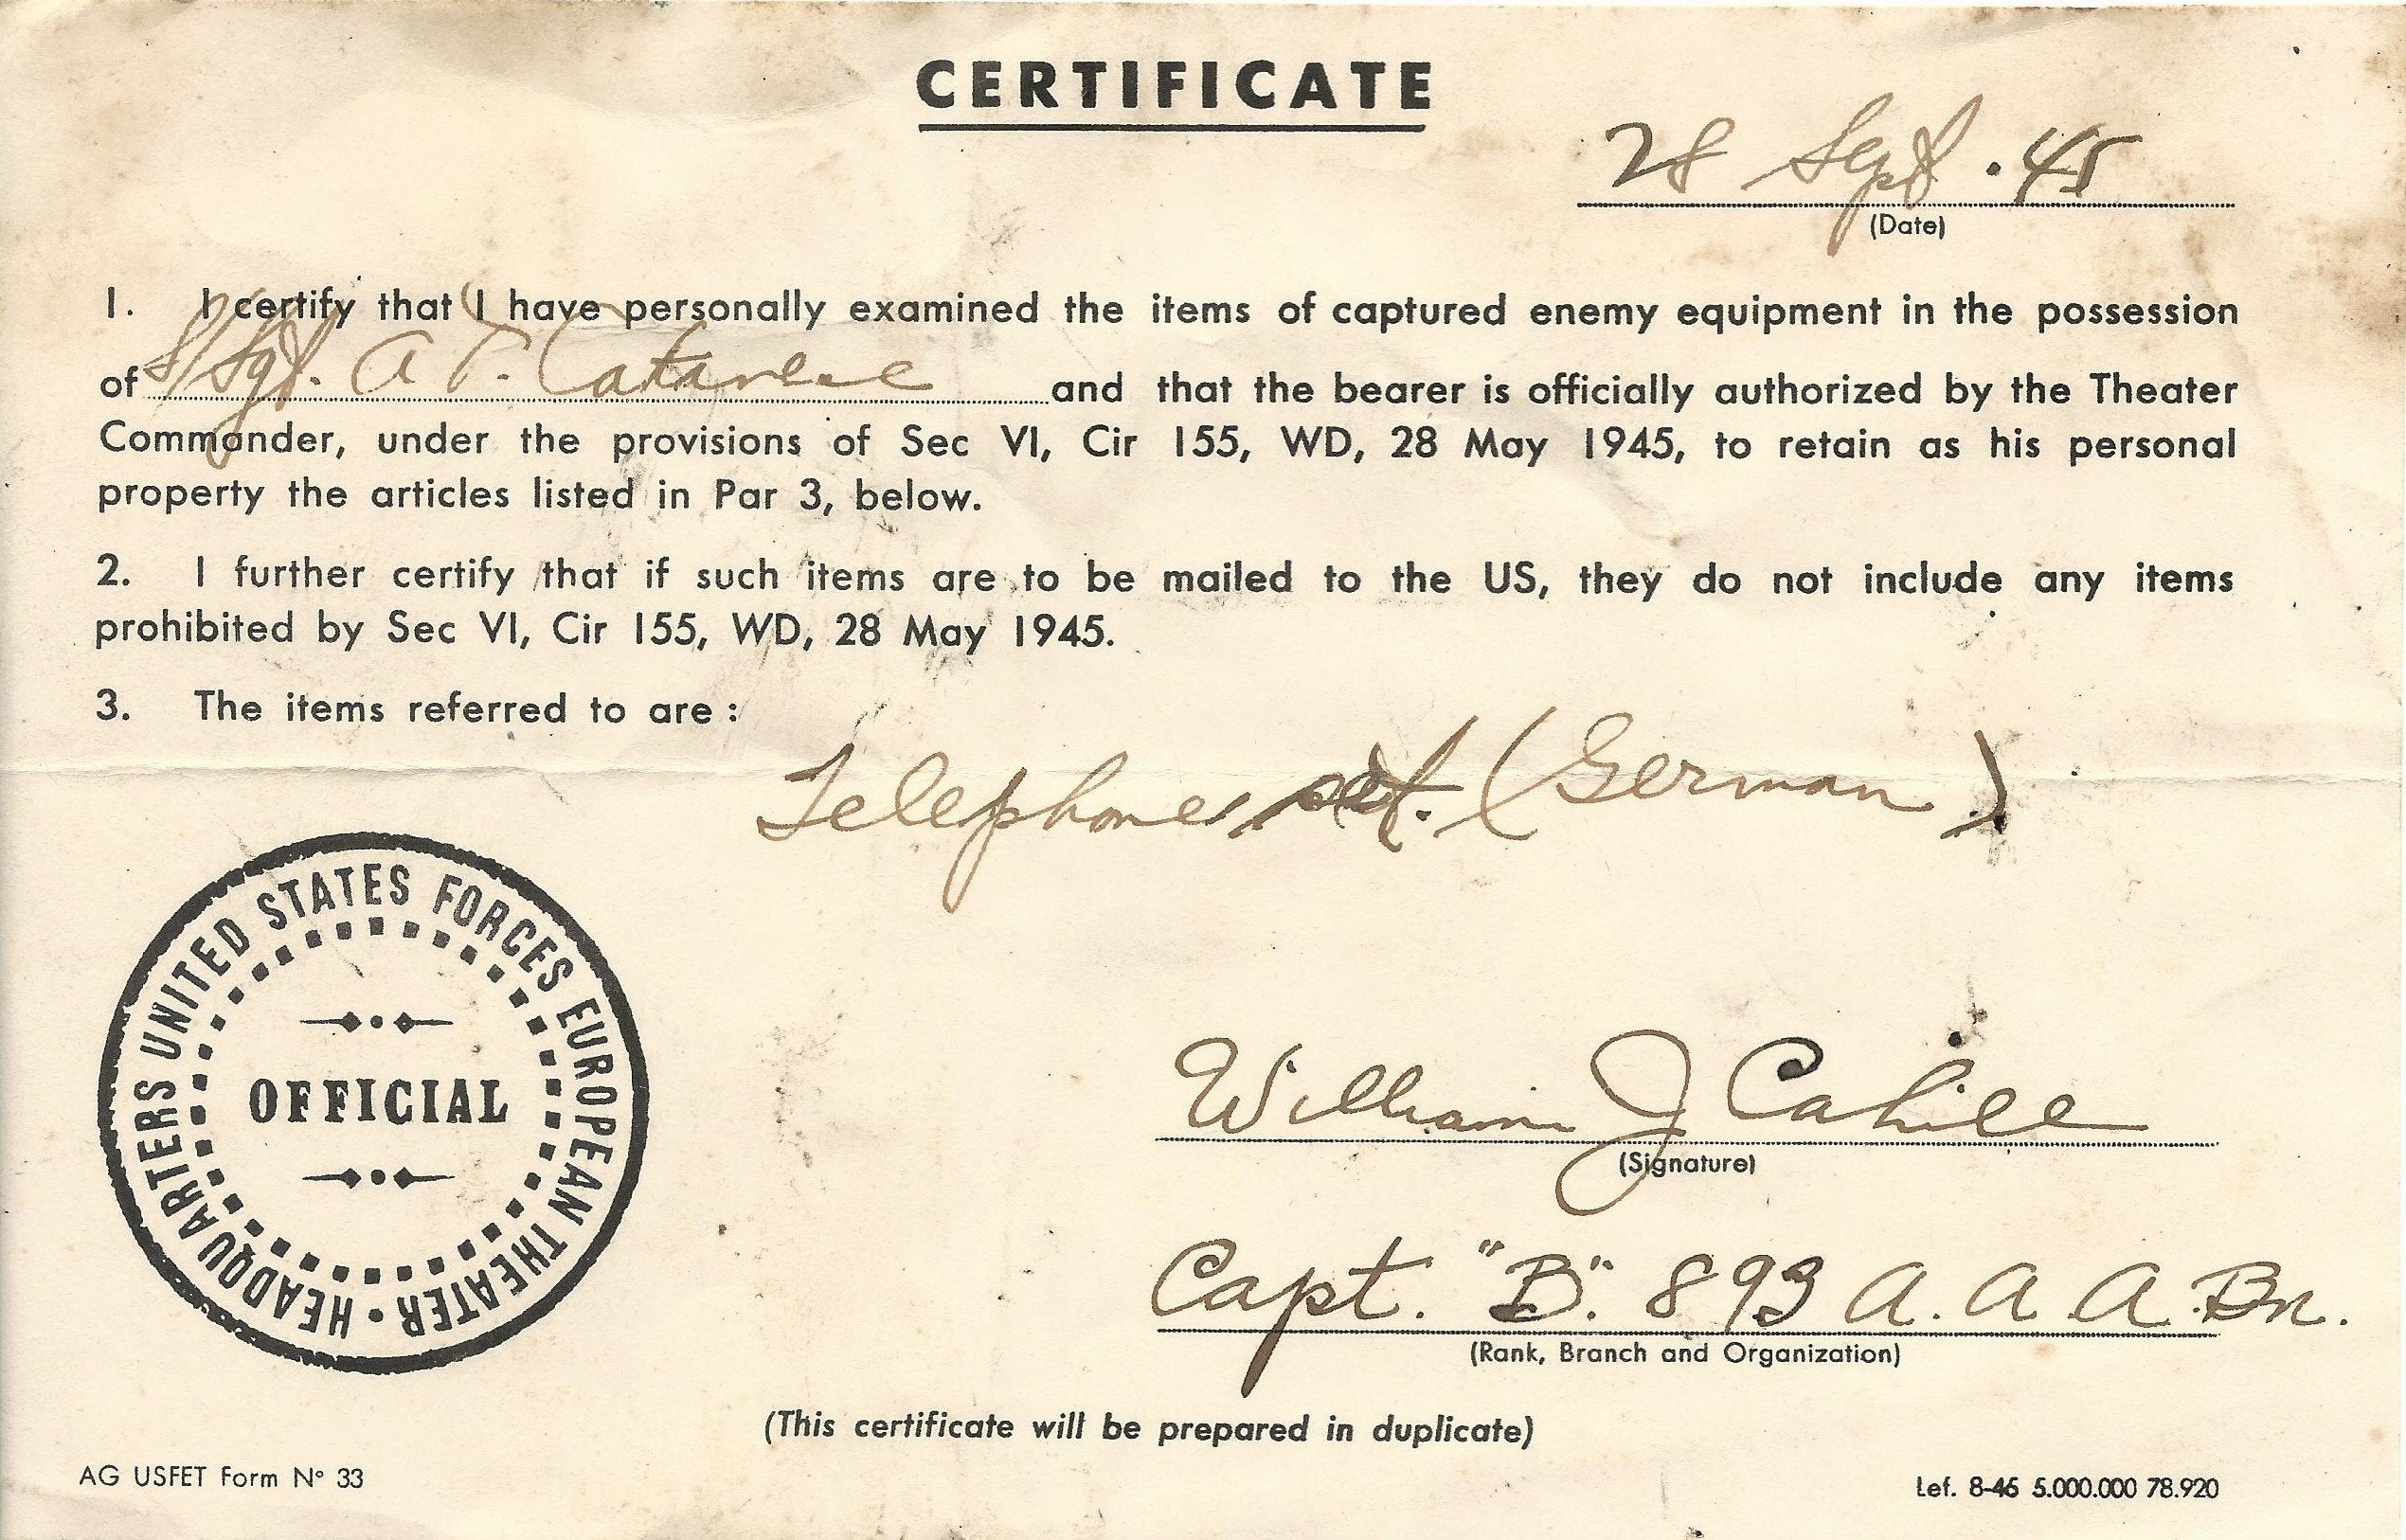 CERTIFICATE
28 Sept. 45
(Date)
1. I certify that I have personally examined the items of captured enemy equipment in the possession
of S/Sgt. A P. Catanese and that the bearer is officially authorized by the Theater
Commander, under the provisions of Sec VI, Cir 155, WD, 28 May 1945, to retain as his personal
property the articles listed in Par 3, below.
2. I further certify that if such items are to be mailed to the US, they do not include any items
prohibited by Sec VI, Cir 155, WD, 28 May 1945.
3. The items referred to are :
Telephone set. (German)
HEADQUARTERS UNITED STATES FORCES EUROPEAN THEATER •
OFFICIAL
William J Cahill
(Signature)
Capt. "B". 893 A. A A. Bn.
(Rank, Branch and Organization)
(This certificate will be prepared in duplicate)
AG USFET Form N° 33
Lef. 8-45 5.000.000 78.920